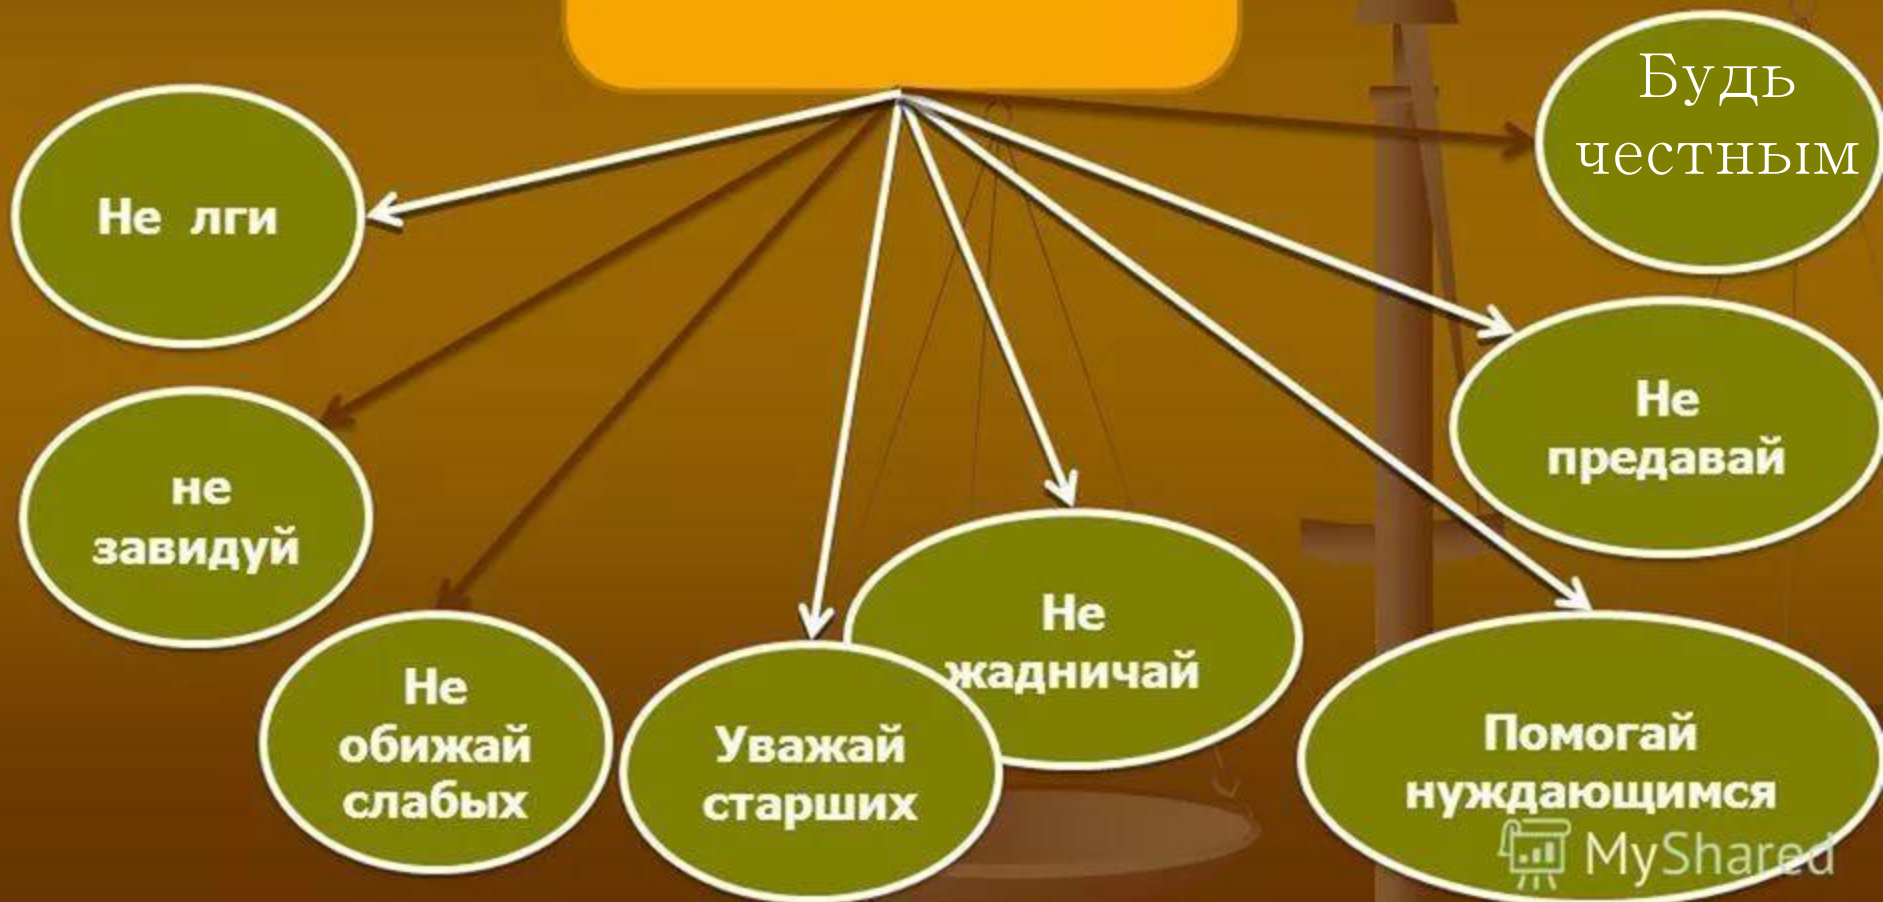 Будь
честным
Не лги
Не
предавай
не
завидуй
Не
жадничай
Не
обижай
слабых
Уважай
старших
Помогай
нуждающимся
MyShared